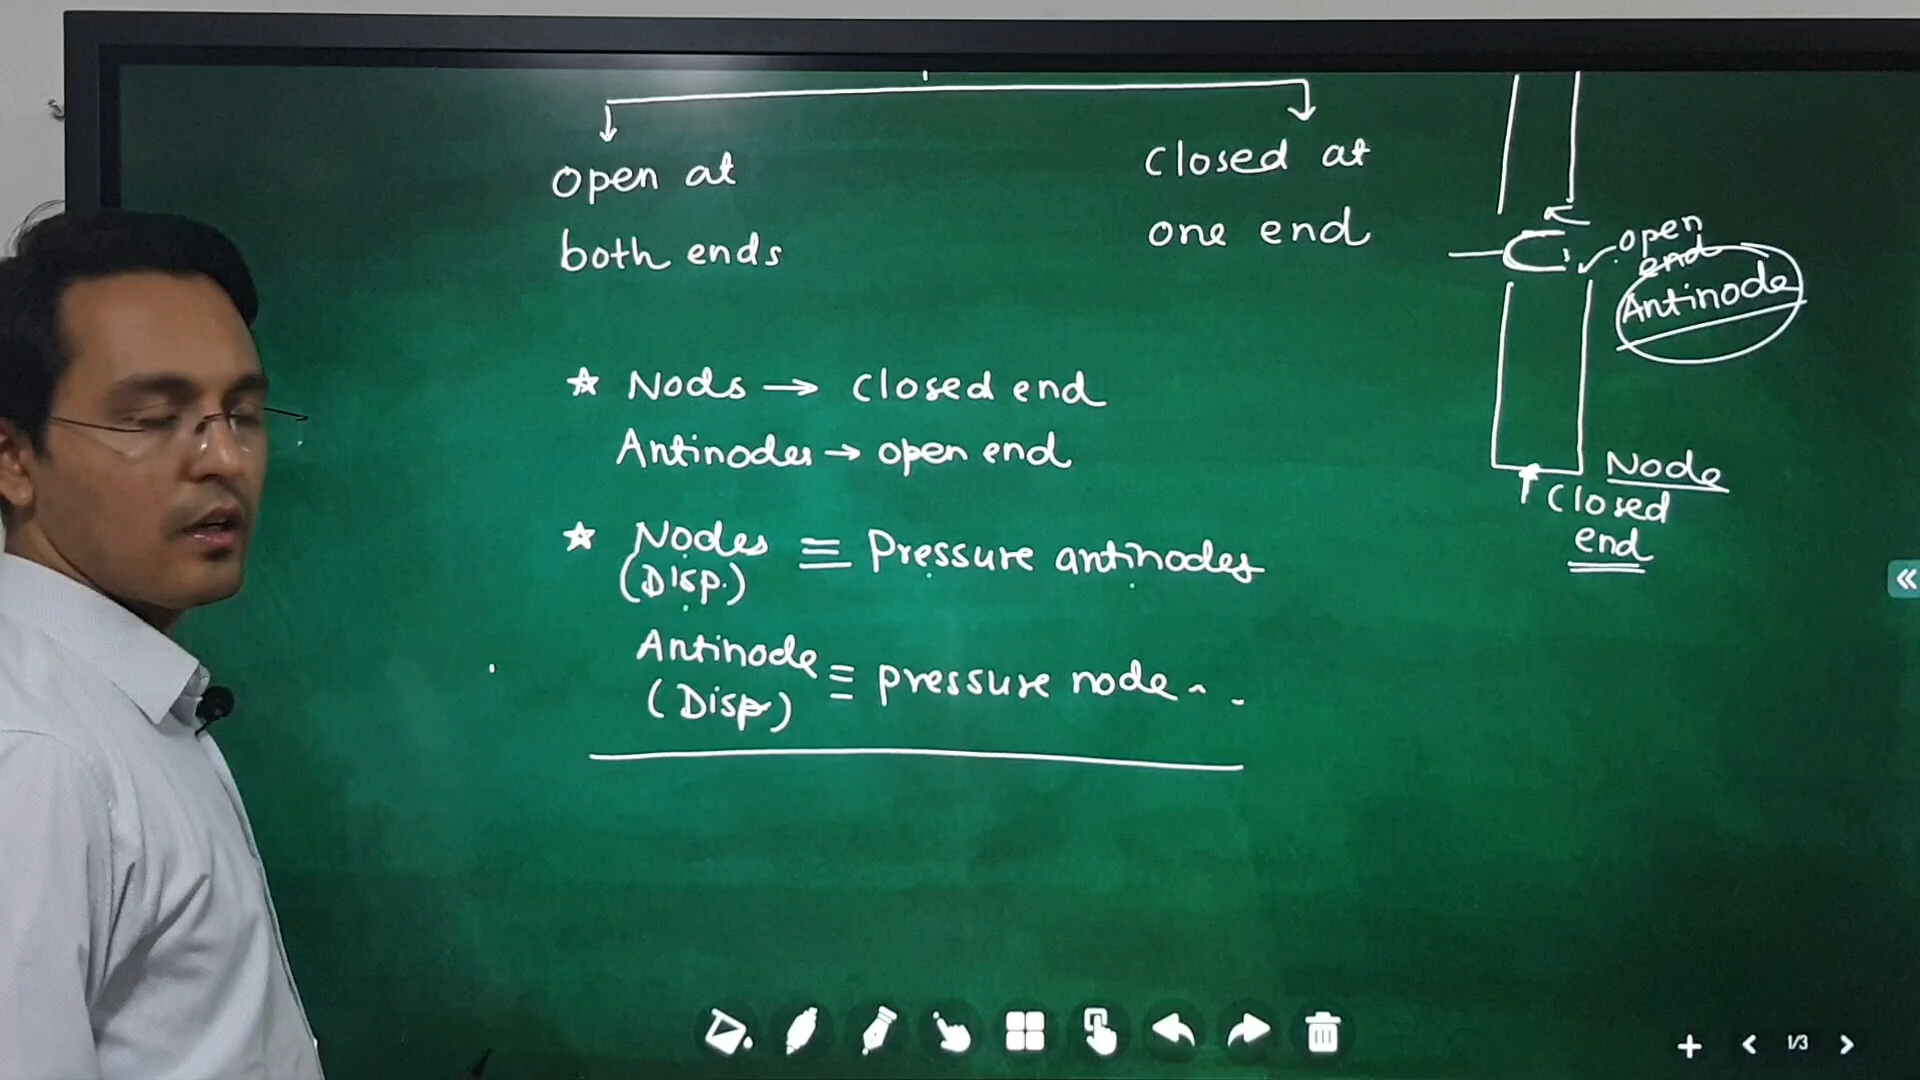 open at
both ends
closed at
one end
☆ Nods → closed end
Antinodes → open end
☆ Nodes ≡ Pressure antinodes
(Disp.)
Antinode ≡ pressure node
(Disp)
open
end
Antinode
Node
closed
end
1/3